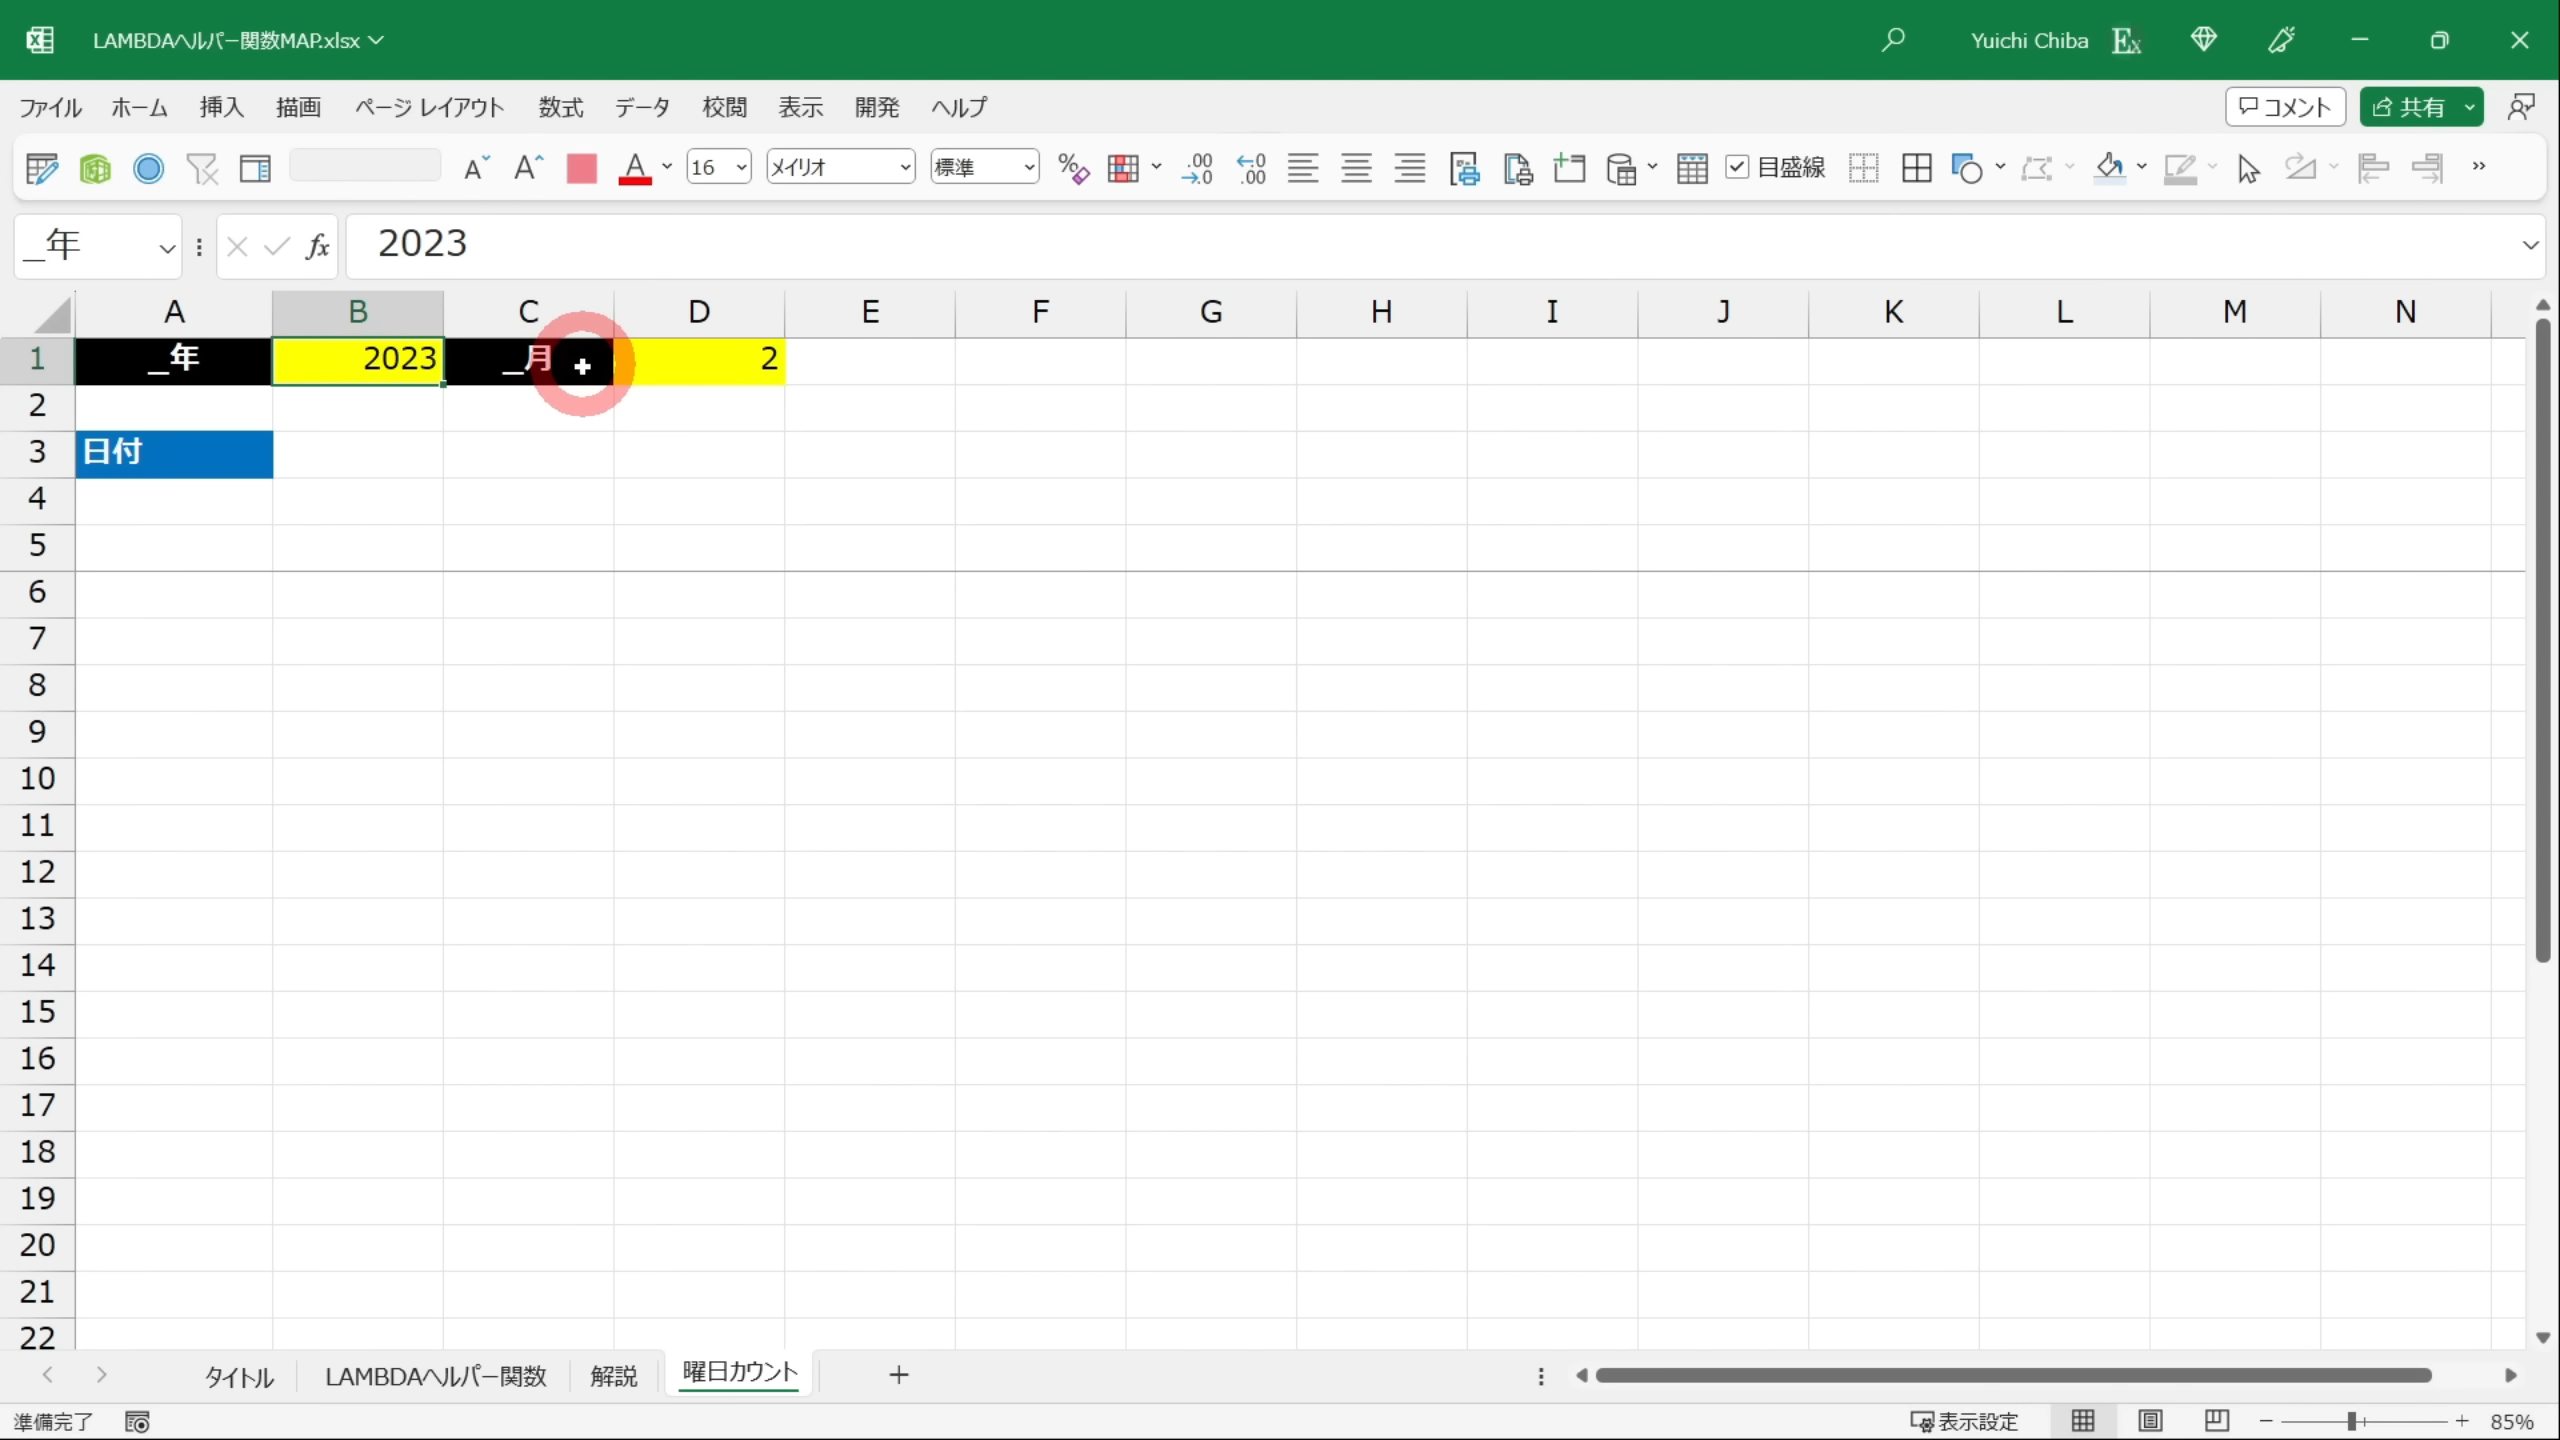 LAMBDAヘルパー関数MAP.xlsx
Yuichi Chiba
ファイル ホーム 挿入 描画 ページ レイアウト 数式 データ 校閲 表示 開発 ヘルプ
コメント 共有
16 メイリオ 標準 目盛線
_年 fx 2023
A B C D E F G H I J K L M N
1 _年 2023 _月 2
2
3 日付
4
5
6
7
8
9
10
11
12
13
14
15
16
17
18
19
20
21
22
タイトル LAMBDAヘルパー関数 解説 曜日カウント
準備完了 表示設定 85%